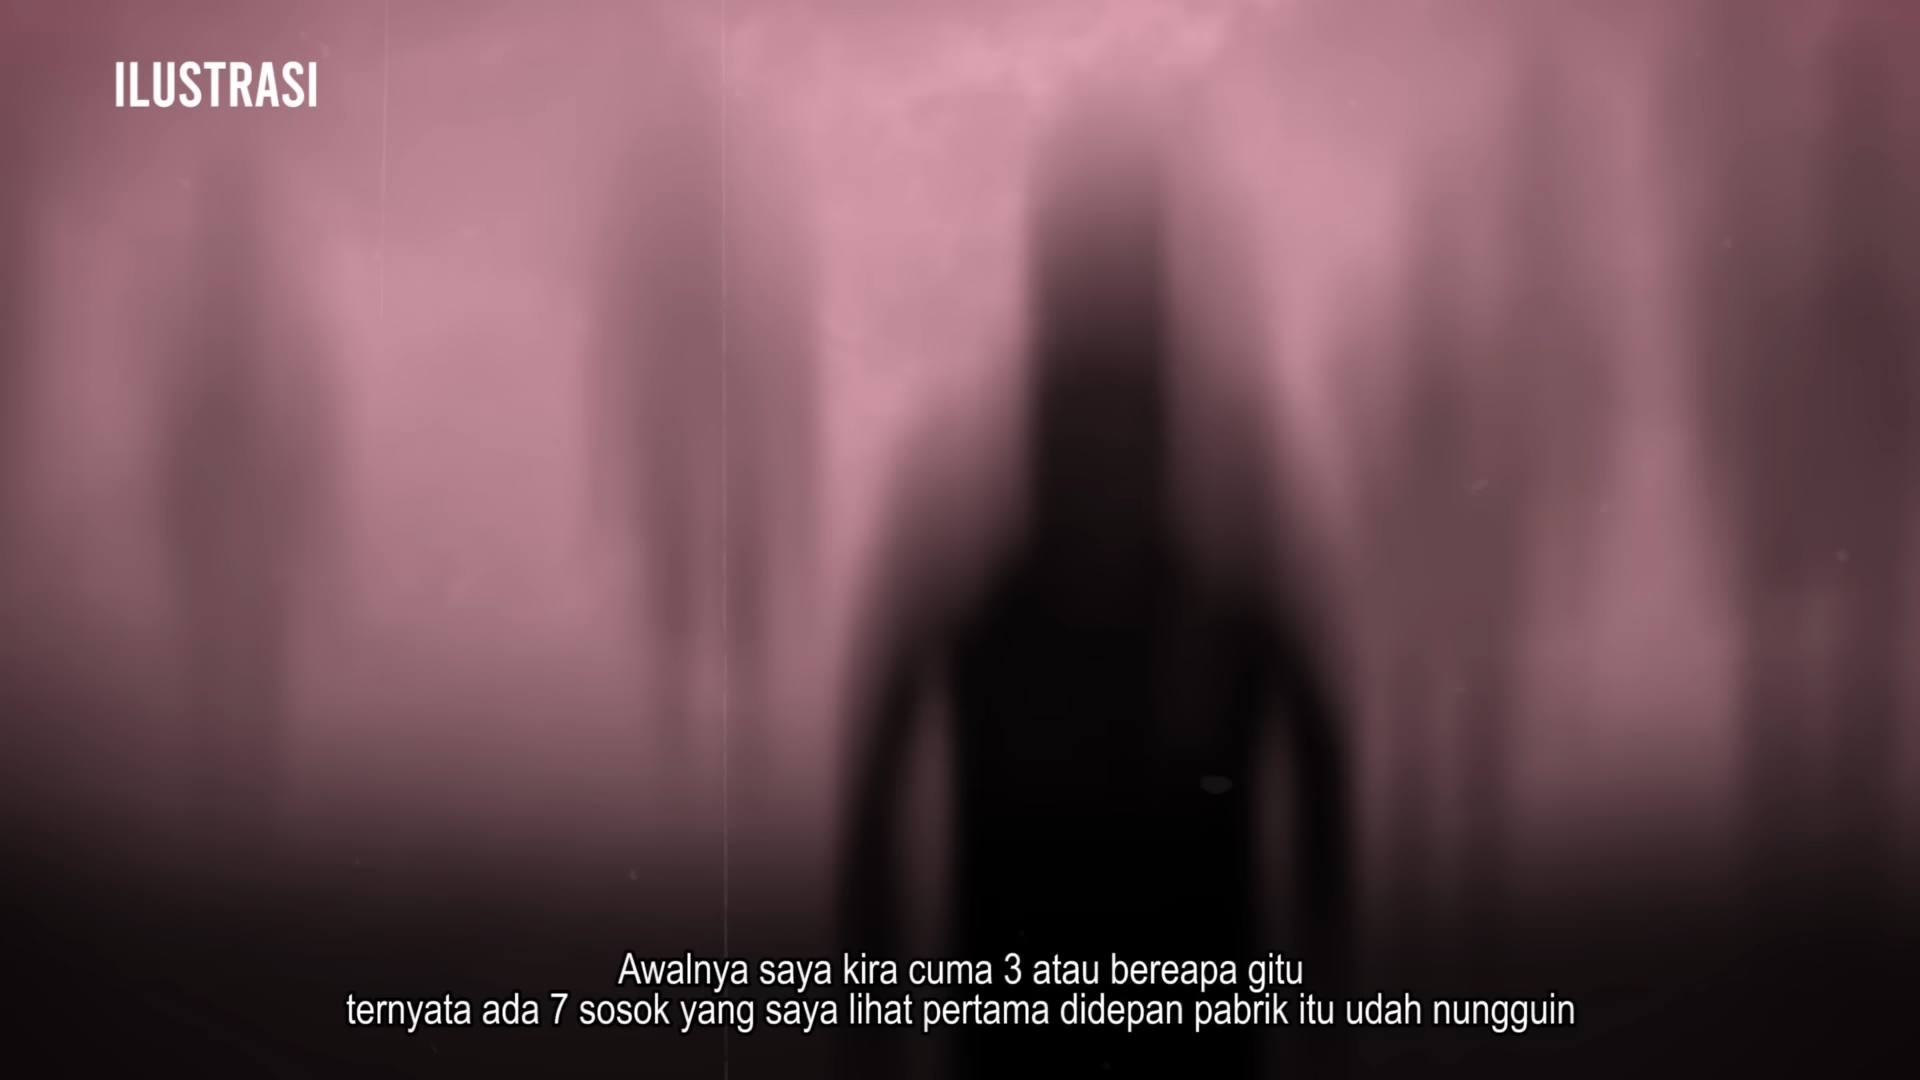 ILUSTRASI
Awalnya saya kira cuma 3 atau bereapa gitu
ternyata ada 7 sosok yang saya lihat pertama didepan pabrik itu udah nungguin